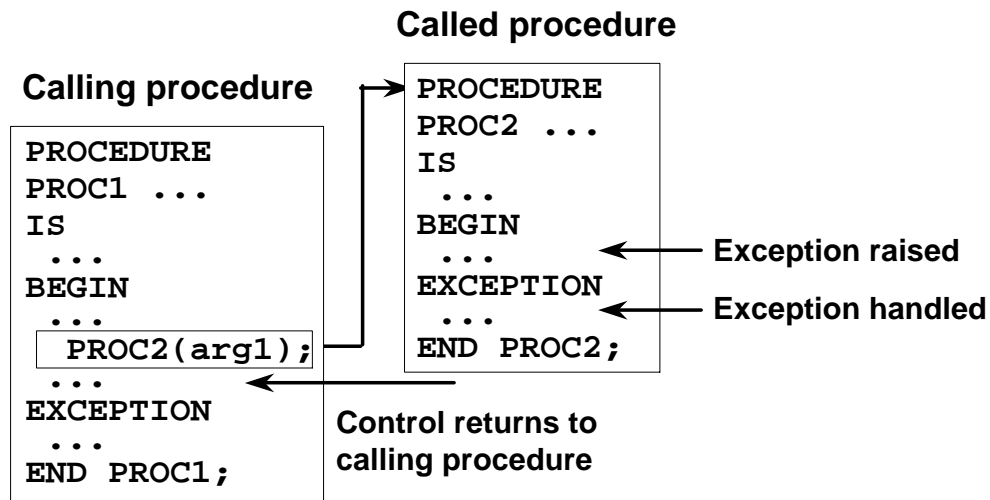 Called procedure
Calling procedure
PROCEDURE
PROC1 ...
IS
...
BEGIN
...
PROC2(arg1);
...
EXCEPTION
...
END PROC1;
PROCEDURE
PROC2 ...
IS
...
BEGIN
...
EXCEPTION
...
END PROC2;
Exception raised
Exception handled
Control returns to
calling procedure